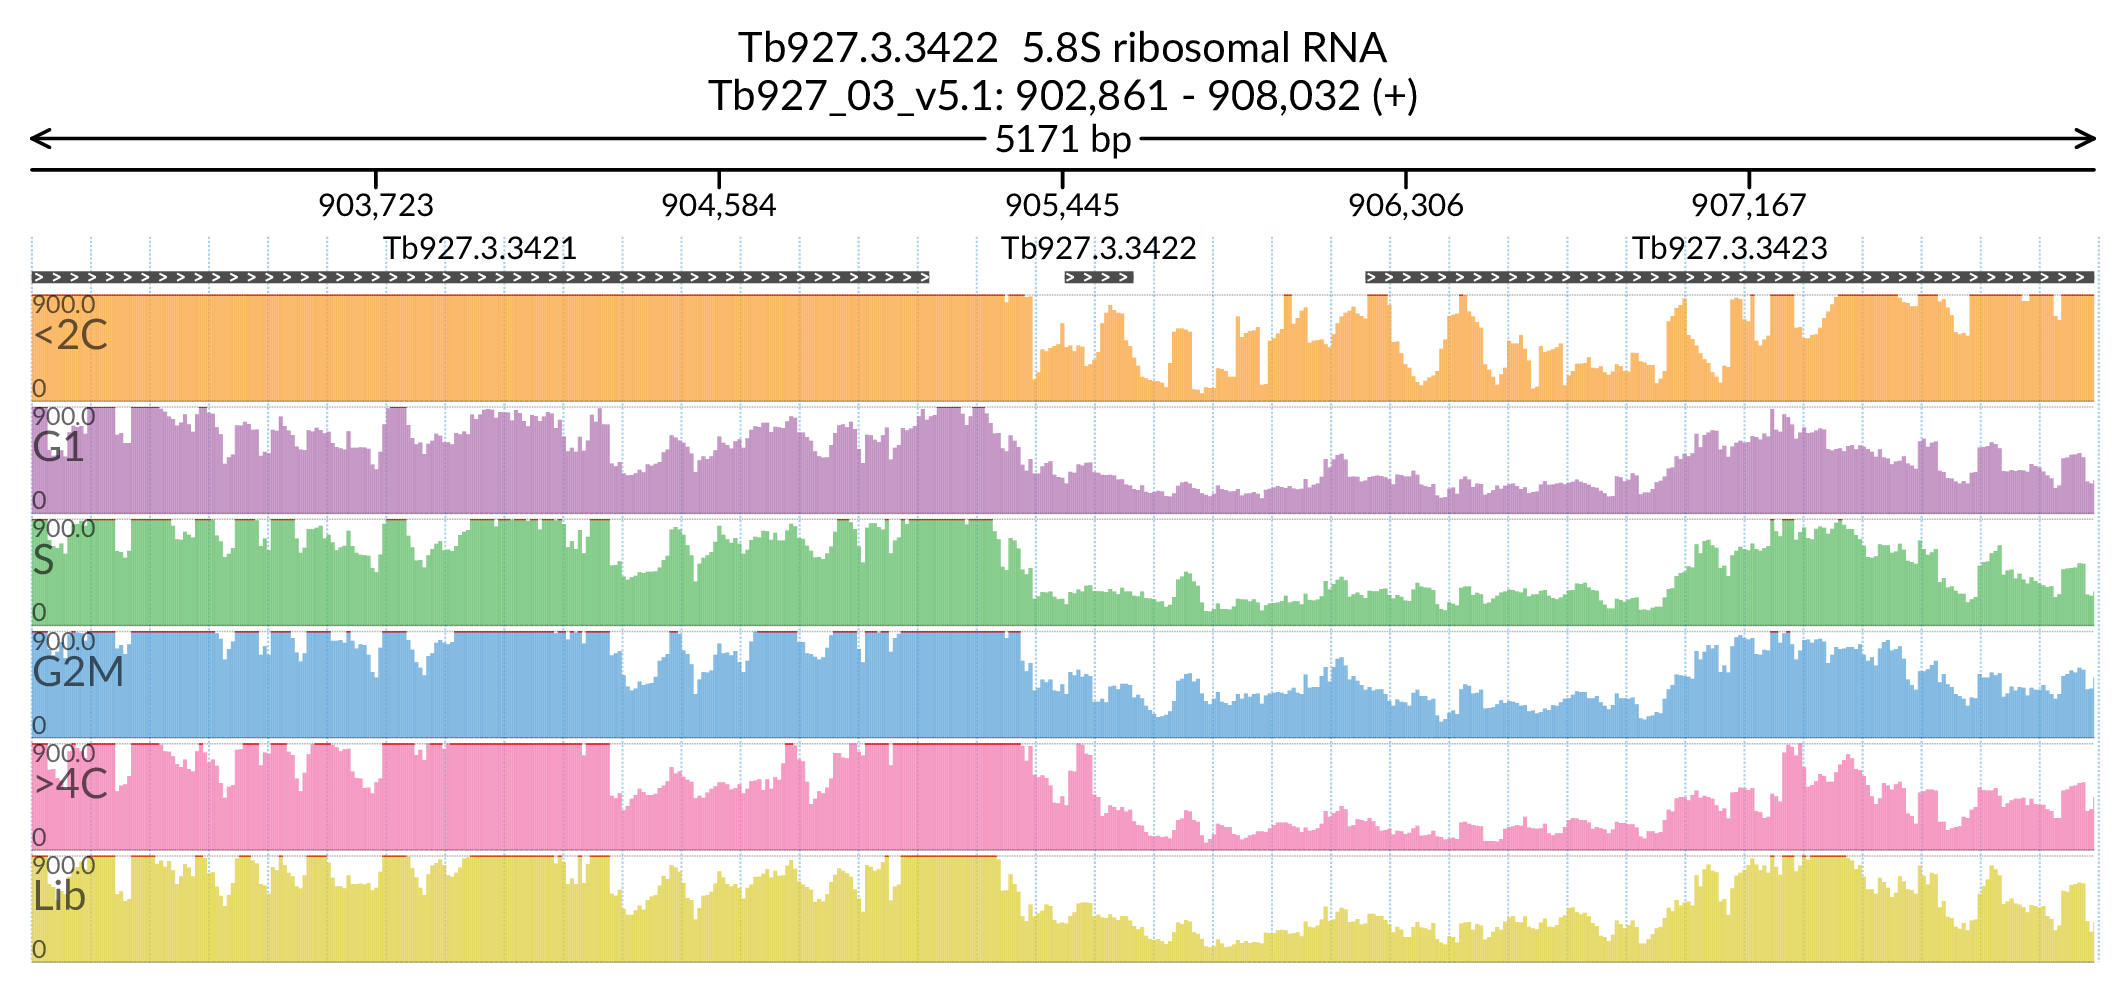 Tb927.3.3422  5.8S ribosomal RNA
Tb927_03_v5.1: 902,861 - 908,032 (+)
5171 bp
903,723 904,584 905,445 906,306 907,167
Tb927.3.3421 Tb927.3.3422 Tb927.3.3423
900.0
<2C
0
900.0
G1
0
900.0
S
0
900.0
G2M
0
900.0
>4C
0
900.0
Lib
0